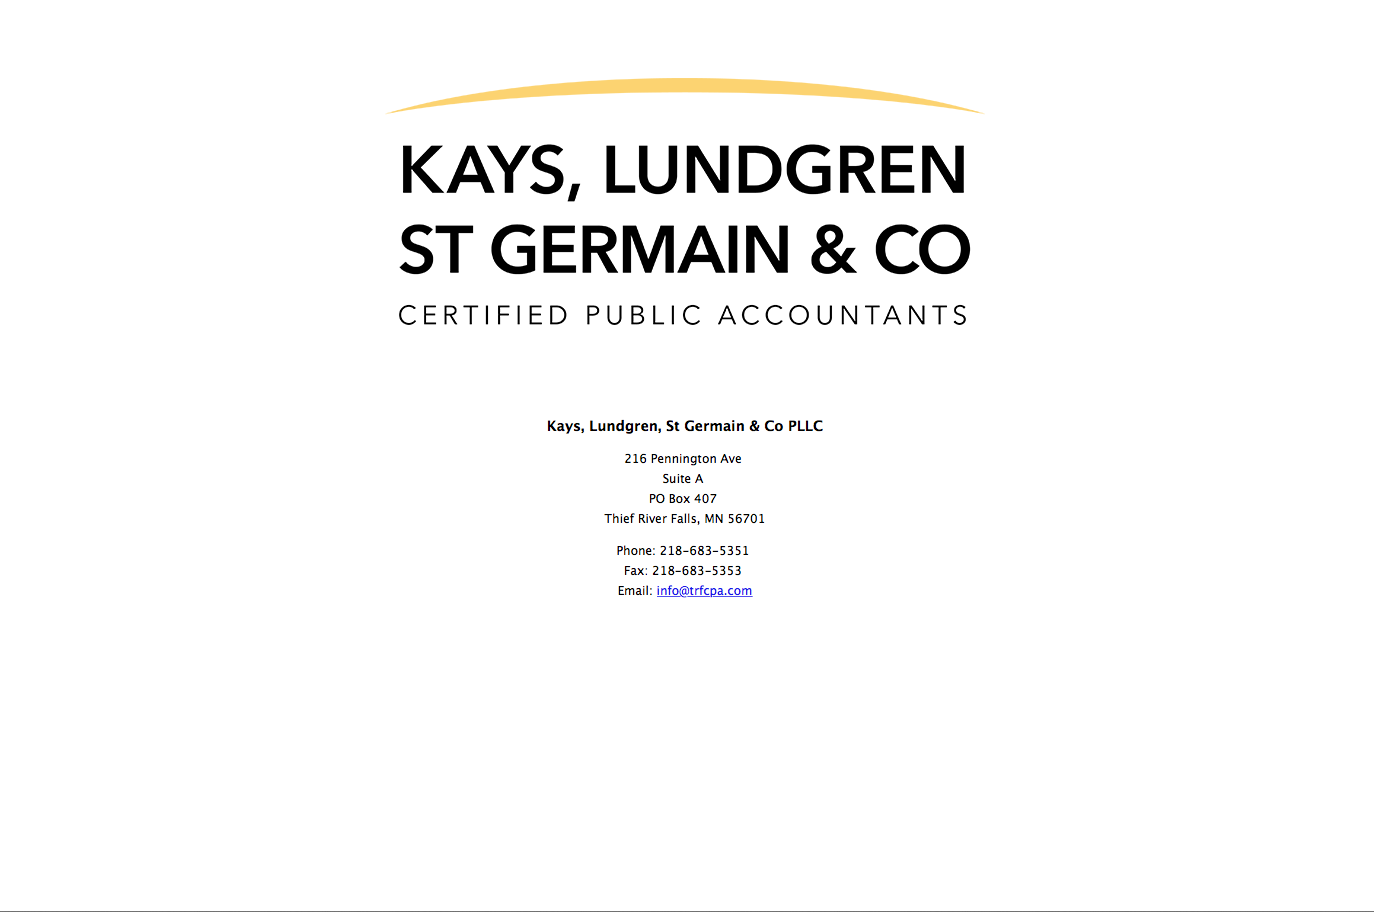 KAYS, LUNDGREN
ST GERMAIN & CO
CERTIFIED PUBLIC ACCOUNTANTS
Kays, Lundgren, St Germain & Co PLLC
216 Pennington Ave
Suite A
PO Box 407
Thief River Falls, MN 56701
Phone: 218-683-5351
Fax: 218-683-5353
Email: info@trfcpa.com